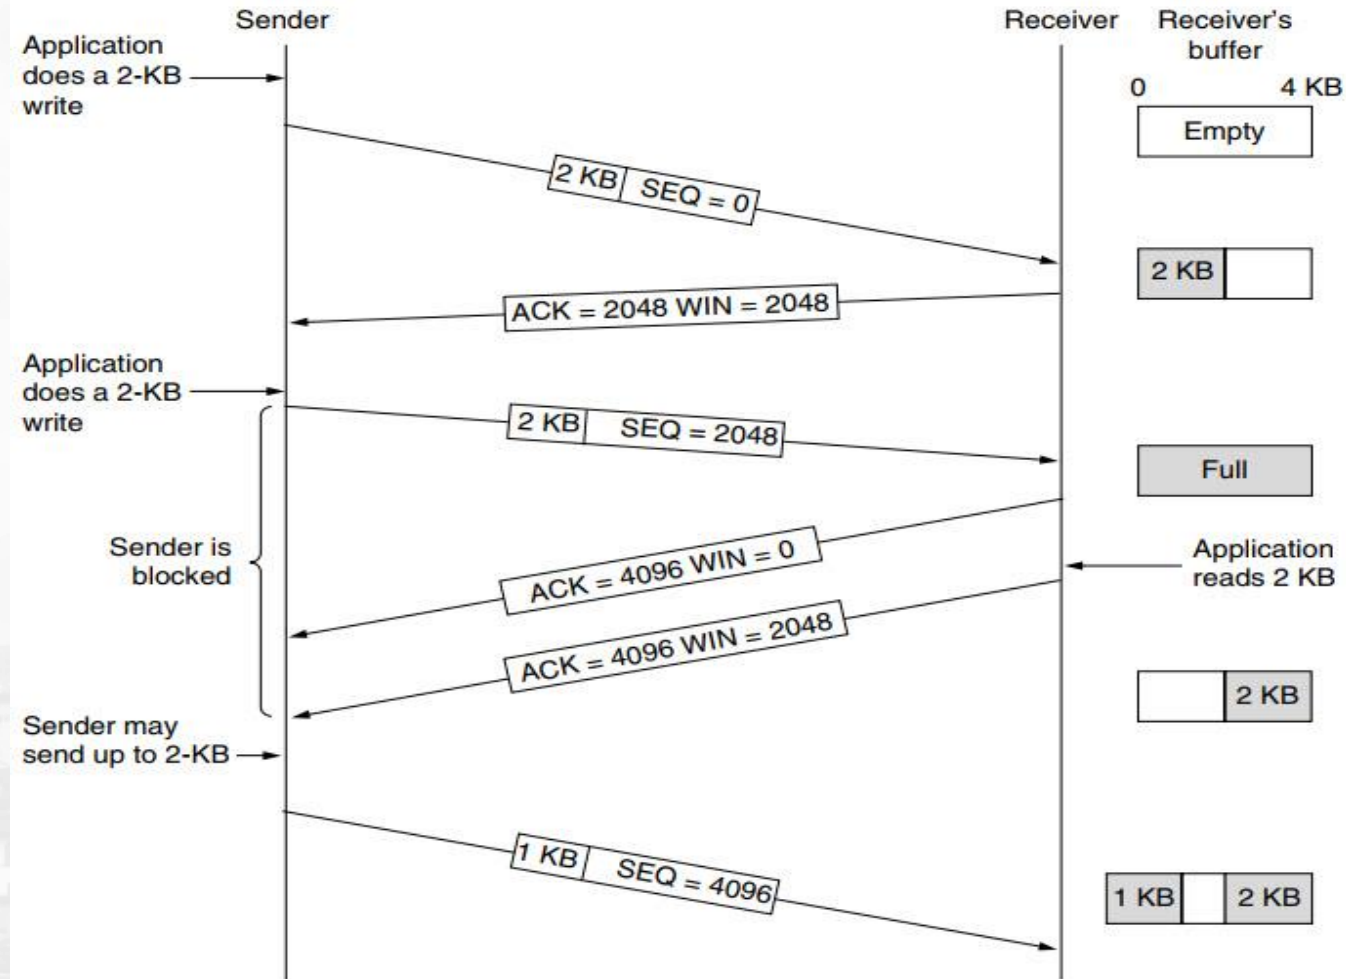 Sender
Receiver
Receiver's
buffer
Application
does a 2-KB
write
0 4 KB
Empty
2 KB SEQ = 0
2 KB
ACK = 2048 WIN = 2048
Application
does a 2-KB
write
2 KB SEQ = 2048
Full
Sender is
blocked
ACK = 4096 WIN = 0
Application
reads 2 KB
ACK = 4096 WIN = 2048
2 KB
Sender may
send up to 2-KB
1 KB SEQ = 4096
1 KB 2 KB